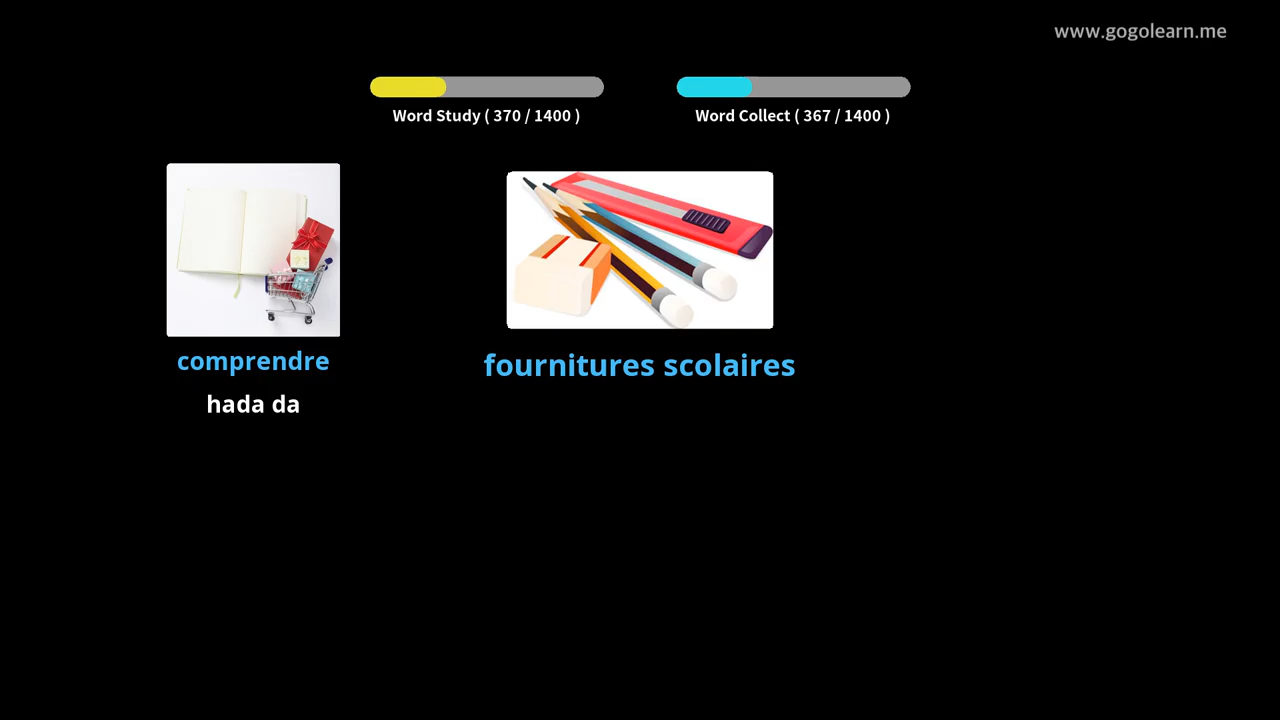 www.gogolearn.me
Word Study ( 370 / 1400 )
Word Collect ( 367 / 1400 )
comprendre
hada da
fournitures scolaires